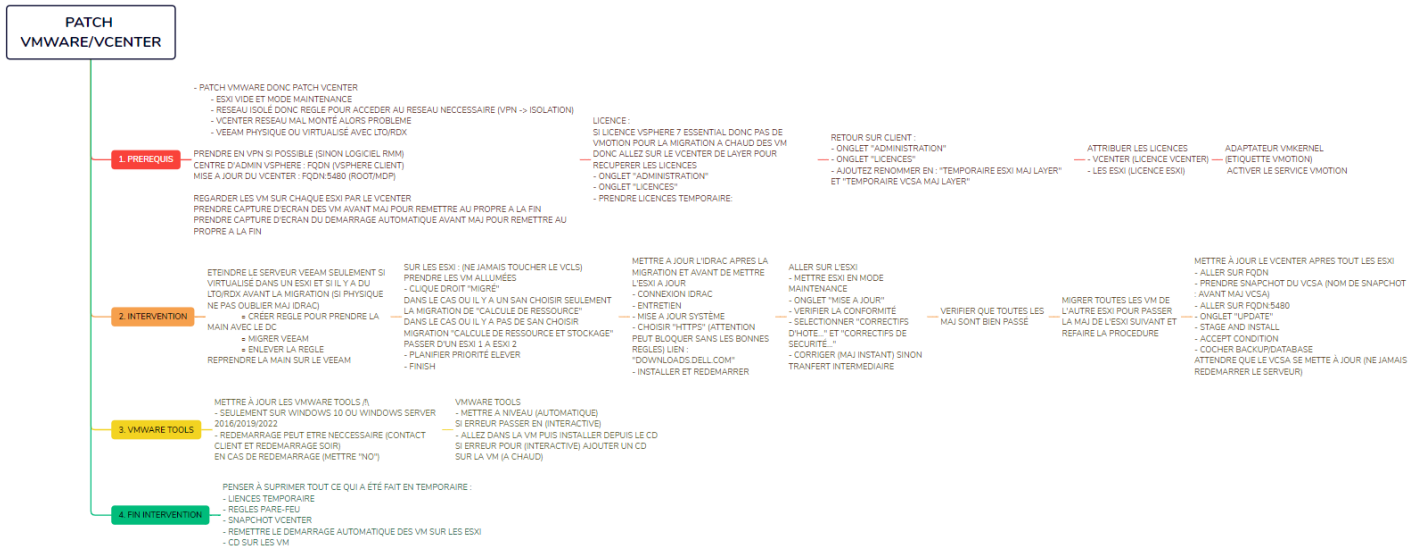 PATCH
VMWARE/VCENTER
1. PREREQUIS
- PATCH VMWARE DONC PATCH VCENTER
- ESXI VIDE ET MODE MAINTENANCE
- RESEAU ISOLÉ DONC REGLE POUR ACCEDER AU RESEAU NECCESSAIRE (VPN -> ISOLATION)
- VCENTER RESEAU MAL MONTÉ ALORS PROBLEME
- VEEAM PHYSIQUE OU VIRTUALISÉ AVEC LTO/RDX
PRENDRE EN VPN SI POSSIBLE (SINON LOGICIEL RMM)
CENTRE D'ADMIN VSPHERE : FQDN (VSPHERE CLIENT)
MISE A JOUR DU VCENTER : FQDN:5480 (ROOT/MDP)
REGARDER LES VM SUR CHAQUE ESXI PAR LE VCENTER
PRENDRE CAPTURE D'ECRAN DES VM AVANT MAJ POUR REMETTRE AU PROPRE A LA FIN
PRENDRE CAPTURE D'ECRAN DU DEMARRAGE AUTOMATIQUE AVANT MAJ POUR REMETTRE AU
PROPRE A LA FIN
LICENCE :
SI LICENCE VSPHERE 7 ESSENTIAL DONC PAS DE
VMOTION POUR LA MIGRATION A CHAUD DES VM
DONC ALLEZ SUR LE VCENTER DE LAYER POUR
RECUPERER LES LICENCES
- ONGLET "ADMINISTRATION"
- ONGLET "LICENCES"
- PRENDRE LICENCES TEMPORAIRE:
RETOUR SUR CLIENT :
- ONGLET "ADMINISTRATION"
- ONGLET "LICENCES"
- AJOUTEZ RENOMMER EN : "TEMPORAIRE ESXI MAJ LAYER"
ET "TEMPORAIRE VCSA MAJ LAYER"
ATTRIBUER LES LICENCES
- VCENTER (LICENCE VCENTER)
- LES ESXI (LICENCE ESXI)
ADAPTATEUR VMKERNEL
(ETIQUETTE VMOTION)
ACTIVER LE SERVICE VMOTION
2. INTERVENTION
ETEINDRE LE SERVEUR VEEAM SEULEMENT SI
VIRTUALISÉ DANS UN ESXI ET SI IL Y A DU
LTO/RDX AVANT LA MIGRATION (SI PHYSIQUE
NE PAS OUBLIER MAJ IDRAC)
▪ CREER REGLE POUR PRENDRE LA
MAIN AVEC LE DC
▪ MIGRER VEEAM
▪ ENLEVER LA REGLE
REPRENDRE LA MAIN SUR LE VEEAM
SUR LES ESXI : (NE JAMAIS TOUCHER LE VCLS)
PRENDRE LES VM ALLUMÉES
- CLIQUE DROIT "MIGRÉ"
DANS LE CAS OU IL Y A UN SAN CHOISIR SEULEMENT
LA MIGRATION DE "CALCULE DE RESSOURCE"
DANS LE CAS OU IL Y A PAS DE SAN CHOISIR
MIGRATION "CALCULE DE RESSOURCE ET STOCKAGE"
PASSER D'UN ESXI 1 A ESXI 2
- PLANIFIER PRIORITÉ ELEVER
- FINISH
METTRE A JOUR L'IDRAC APRES LA
MIGRATION ET AVANT DE METTRE
L'ESXI A JOUR
- CONNEXION IDRAC
- ENTRETIEN
- MISE A JOUR SYSTÈME
- CHOISIR "HTTPS" (ATTENTION
PEUT BLOQUER SANS LES BONNES
REGLES) LIEN :
"DOWNLOADS.DELL.COM"
- INSTALLER ET REDEMARRER
ALLER SUR L'ESXI
- METTRE ESXI EN MODE
MAINTENANCE
- ONGLET "MISE A JOUR"
- VERIFIER LA CONFORMITÉ
- SELECTIONNER "CORRECTIFS
D'HOTE..." ET "CORRECTIFS DE
SECURITÉ..."
- CORRIGER (MAJ INSTANT) SINON
TRANFERT INTERMEDIAIRE
VERIFIER QUE TOUTES LES
MAJ SONT BIEN PASSÉ
MIGRER TOUTES LES VM DE
L'AUTRE ESXI POUR PASSER
LA MAJ DE L'ESXI SUIVANT ET
REFAIRE LA PROCEDURE
METTRE À JOUR LE VCENTER APRES TOUT LES ESXI
- ALLER SUR FQDN
- PRENDRE SNAPSHOT DU VCSA (NOM DE SNAPCHOT
: AVANT MAJ VCSA)
- ALLER SUR FQDN:5480
- ONGLET "UPDATE"
- STAGE AND INSTALL
- ACCEPT CONDITION
- COCHER BACKUP/DATABASE
ATTENDRE QUE LE VCSA SE METTE À JOUR (NE JAMAIS
REDEMARRER LE SERVEUR)
3. VMWARE TOOLS
METTRE À JOUR LES VMWARE TOOLS /!\
- SEULEMENT SUR WINDOWS 10 OU WINDOWS SERVER
2016/2019/2022
- REDEMARRAGE PEUT ETRE NECCESSAIRE (CONTACT
CLIENT ET REDEMARRAGE SOIR)
EN CAS DE REDEMARRAGE (METTRE "NO")
VMWARE TOOLS
- METTRE A NIVEAU (AUTOMATIQUE)
SI ERREUR PASSER EN (INTERACTIVE)
- ALLEZ DANS LA VM PUIS INSTALLER DEPUIS LE CD
SI ERREUR POUR (INTERACTIVE) AJOUTER UN CD
SUR LA VM (A CHAUD)
4. FIN INTERVENTION
PENSER À SUPRIMER TOUT CE QUI A ÉTÉ FAIT EN TEMPORAIRE :
- LIENCES TEMPORAIRE
- REGLES PARE-FEU
- SNAPCHOT VCENTER
- REMETTRE LE DEMARRAGE AUTOMATIQUE DES VM SUR LES ESXI
- CD SUR LES VM